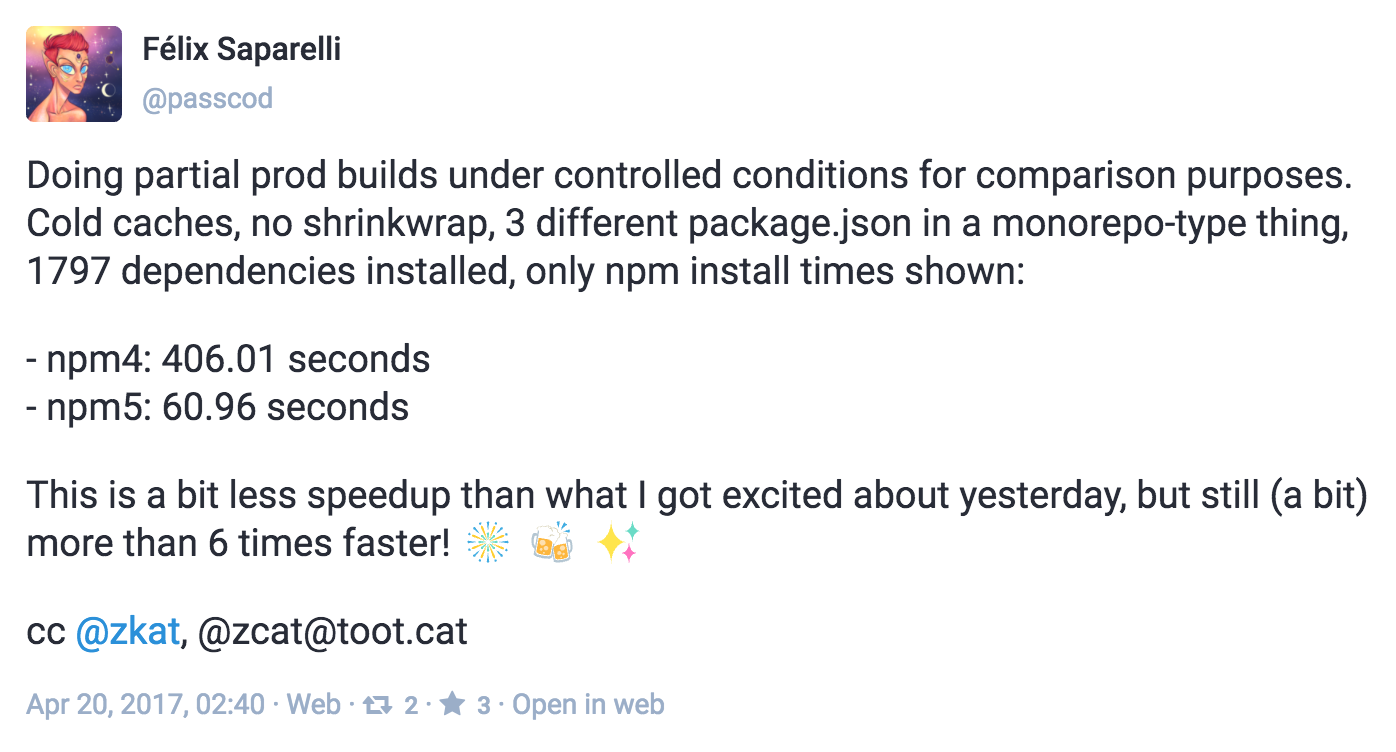 Félix Saparelli
@passcod
Doing partial prod builds under controlled conditions for comparison purposes.
Cold caches, no shrinkwrap, 3 different package.json in a monorepo-type thing,
1797 dependencies installed, only npm install times shown:
- npm4: 406.01 seconds
- npm5: 60.96 seconds
This is a bit less speedup than what I got excited about yesterday, but still (a bit)
more than 6 times faster! 🎆 🍻 ✨
cc @zkat, @zcat@toot.cat
Apr 20, 2017, 02:40 · Web · 2 · 3 · Open in web